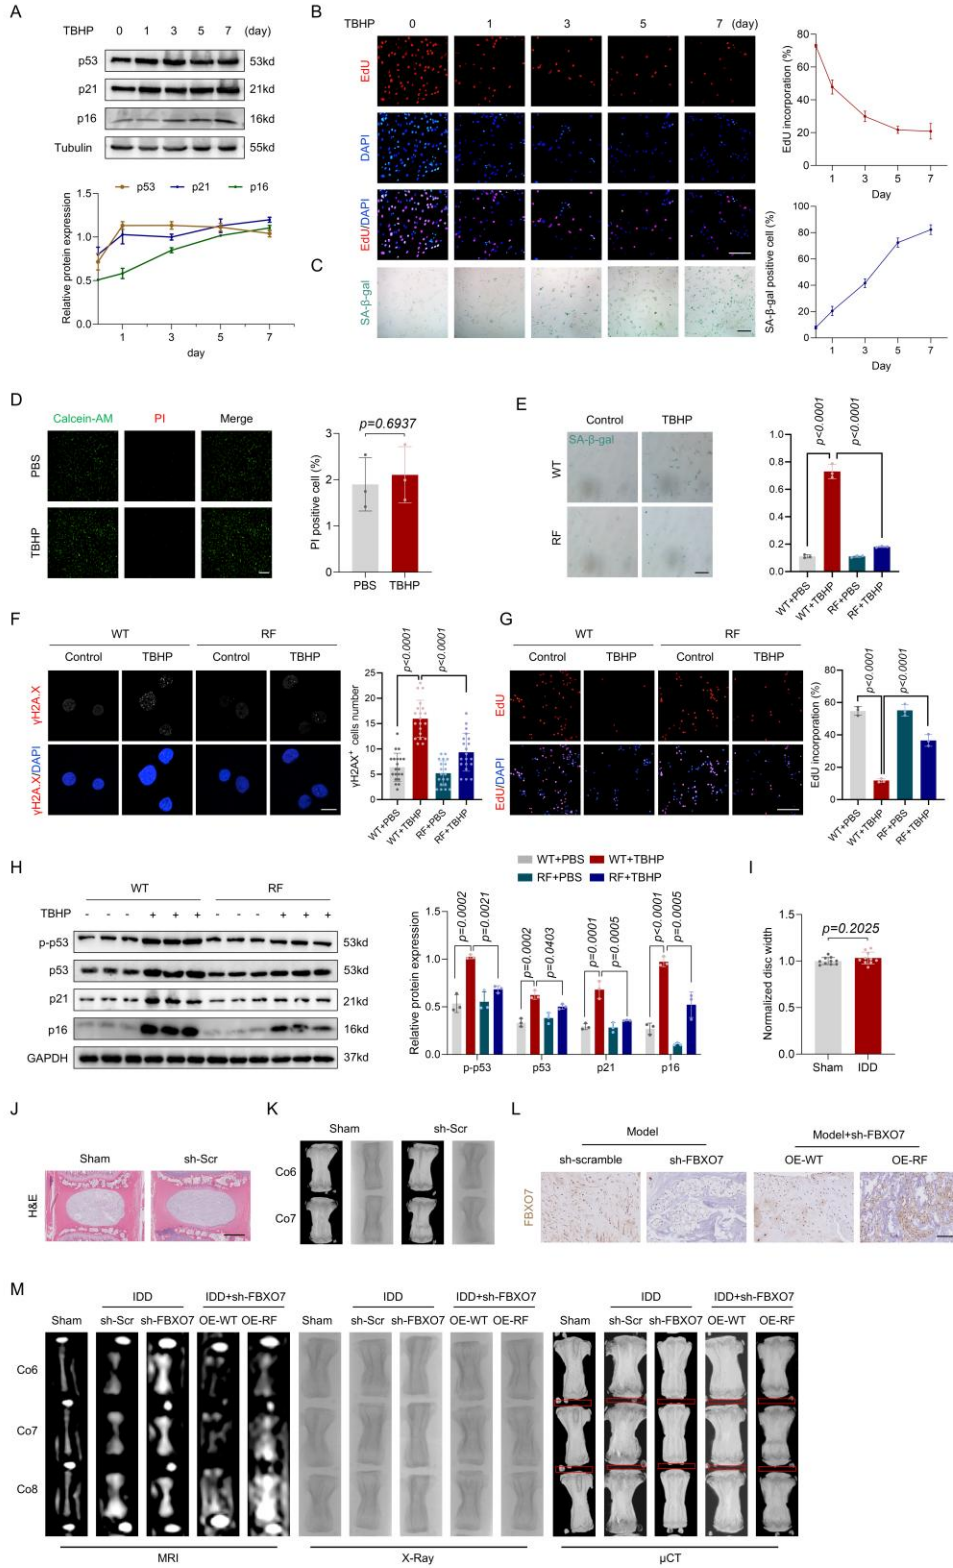 A
TBHP 0 1 3 5 7 (day)
p53 53kd
p21 21kd
p16 16kd
Tubulin 55kd
p53 p21 p16
Relative protein expression
1.5
1.0
0.5
0.0
1 3 5 7
day
B
TBHP 0 1 3 5 7 (day)
EdU
DAPI
EdU/DAPI
EdU incorporation (%)
80
60
40
20
0
1 3 5 7
Day
C
SA-β-gal
SA-β-gal positive cell (%)
100
80
60
40
20
0
1 3 5 7
Day
D
Calcein-AM PI Merge
PBS
TBHP
p=0.6937
PI positive cell (%)
3
2
1
0
PBS TBHP
E
Control TBHP
SA-β-gal
WT
RF
p<0.0001 p<0.0001
1.0
0.8
0.6
0.4
0.2
0.0
WT+PBS WT+TBHP RF+PBS RF+TBHP
F
WT RF
Control TBHP Control TBHP
γH2A.X
γH2A.X/DAPI
p<0.0001 p<0.0001
γH2AX⁺ cells number
25
20
15
10
5
0
WT+PBS WT+TBHP RF+PBS RF+TBHP
G
WT RF
Control TBHP Control TBHP
EdU
EdU/DAPI
p<0.0001 p<0.0001
EdU incorporation (%)
80
60
40
20
0
WT+PBS WT+TBHP RF+PBS RF+TBHP
H
WT RF
TBHP - - - + + + - - - + + +
p-p53 53kd
p53 53kd
p21 21kd
p16 16kd
GAPDH 37kd
WT+PBS WT+TBHP
RF+PBS RF+TBHP
p=0.0002 p=0.0021 p=0.0002 p=0.0403 p=0.0001 p=0.0005 p<0.0001 p=0.0005
Relative protein expression
1.5
1.0
0.5
0.0
p-p53 p53 p21 p16
I
p=0.2025
Normalized disc width
1.5
1.0
0.5
0.0
Sham IDD
J
Sham sh-Scr
H&E
K
Sham sh-Scr
Co6
Co7
L
Model Model+sh-FBXO7
sh-scramble sh-FBXO7 OE-WT OE-RF
FBXO7
M
IDD IDD+sh-FBXO7 IDD IDD+sh-FBXO7 IDD IDD+sh-FBXO7
Sham sh-Scr sh-FBXO7 OE-WT OE-RF Sham sh-Scr sh-FBXO7 OE-WT OE-RF Sham sh-Scr sh-FBXO7 OE-WT OE-RF
Co6
Co7
Co8
MRI X-Ray μCT